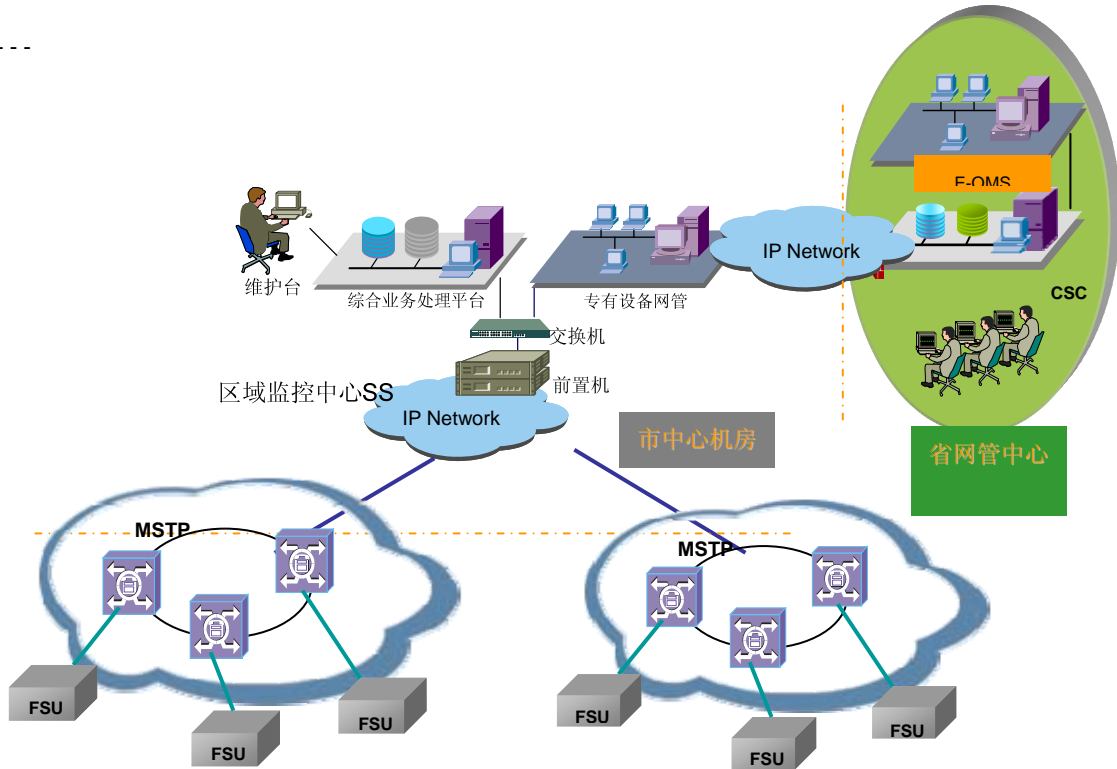 - - -
E-OMS
IP Network
维护台
综合业务处理平台
专有设备网管
CSC
交换机
前置机
区域监控中心SS
IP Network
市中心机房
省网管中心
MSTP
MSTP
FSU
FSU
FSU
FSU
FSU
FSU